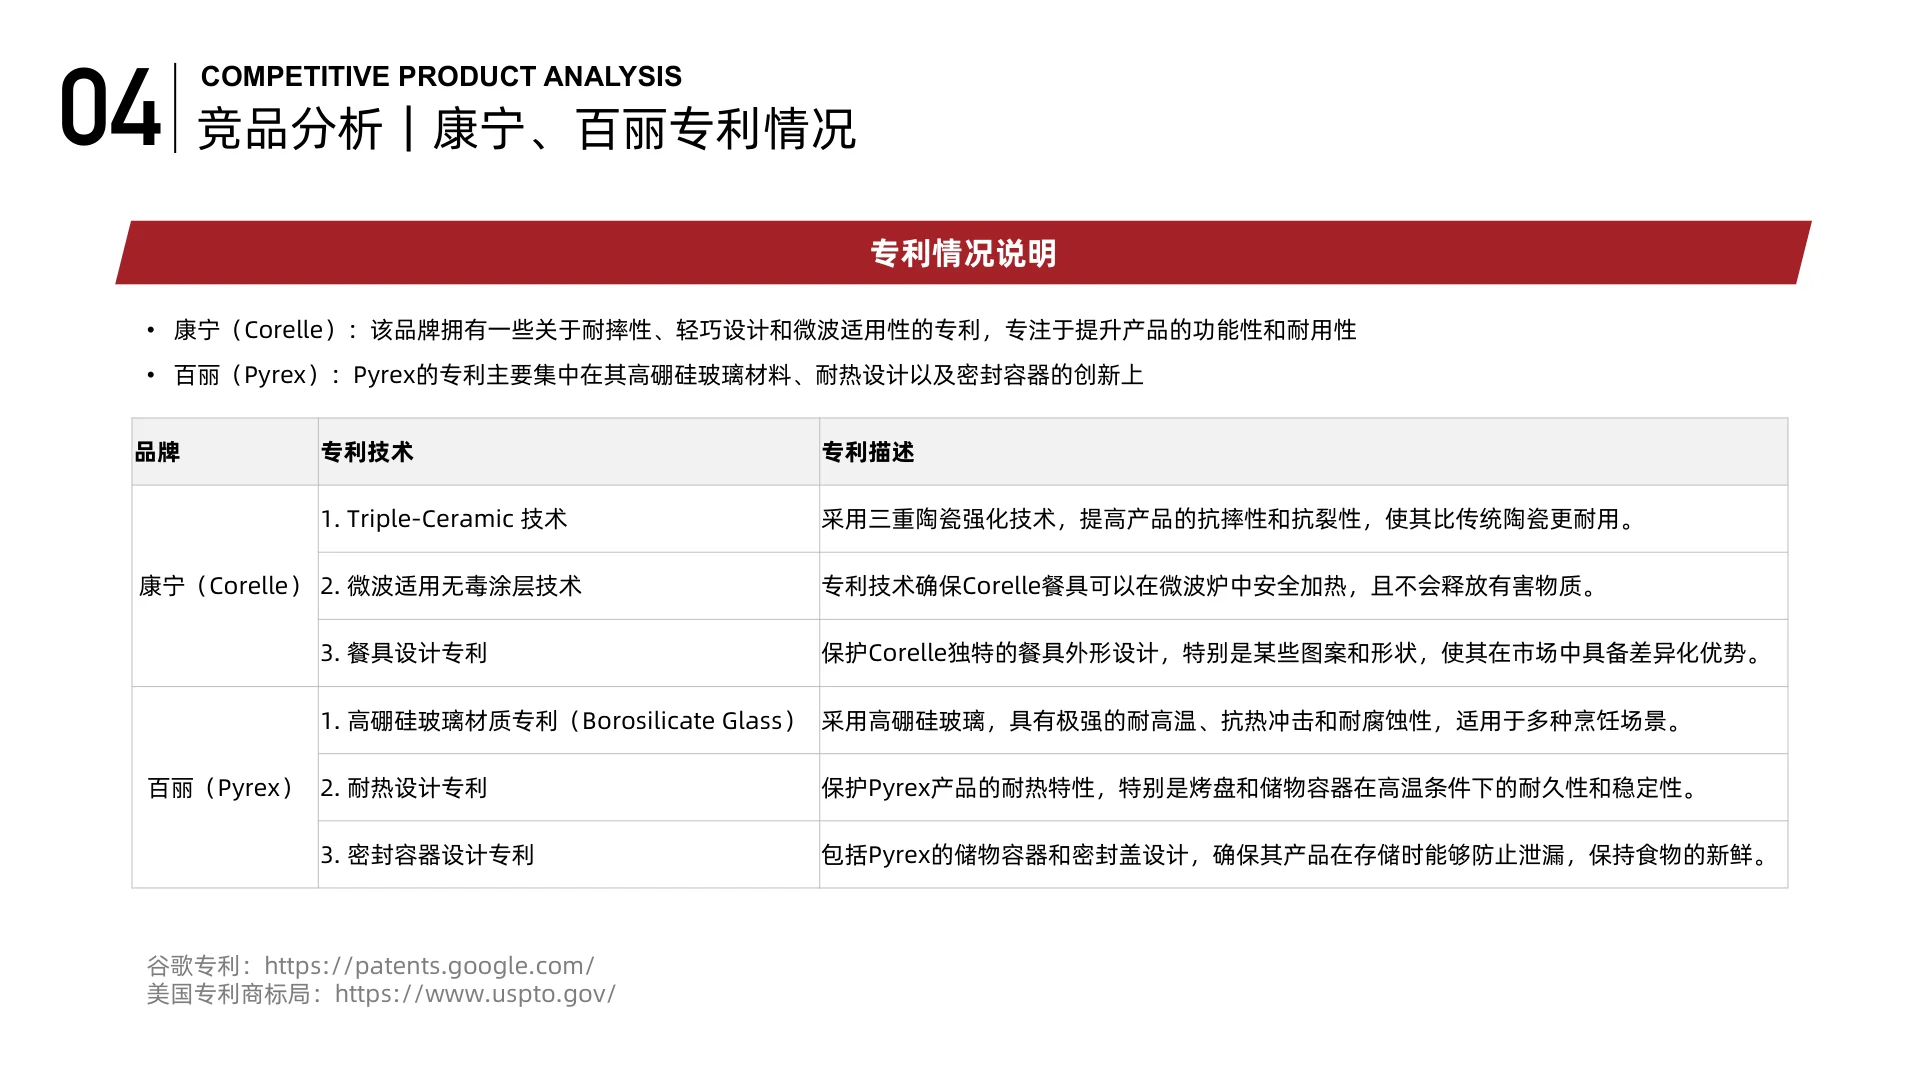 04
COMPETITIVE PRODUCT ANALYSIS
竞品分析｜康宁、百丽专利情况
专利情况说明
• 康宁（Corelle）：该品牌拥有一些关于耐摔性、轻巧设计和微波适用性的专利，专注于提升产品的功能性和耐用性
• 百丽（Pyrex）：Pyrex的专利主要集中在其高硼硅玻璃材料、耐热设计以及密封容器的创新上
品牌 专利技术 专利描述
康宁（Corelle）
1. Triple-Ceramic 技术 采用三重陶瓷强化技术，提高产品的抗摔性和抗裂性，使其比传统陶瓷更耐用。
2. 微波适用无毒涂层技术 专利技术确保Corelle餐具可以在微波炉中安全加热，且不会释放有害物质。
3. 餐具设计专利 保护Corelle独特的餐具外形设计，特别是某些图案和形状，使其在市场中具备差异化优势。
百丽（Pyrex）
1. 高硼硅玻璃材质专利（Borosilicate Glass） 采用高硼硅玻璃，具有极强的耐高温、抗热冲击和耐腐蚀性，适用于多种烹饪场景。
2. 耐热设计专利 保护Pyrex产品的耐热特性，特别是烤盘和储物容器在高温条件下的耐久性和稳定性。
3. 密封容器设计专利 包括Pyrex的储物容器和密封盖设计，确保其产品在存储时能够防止泄漏，保持食物的新鲜。
谷歌专利：https://patents.google.com/
美国专利商标局：https://www.uspto.gov/